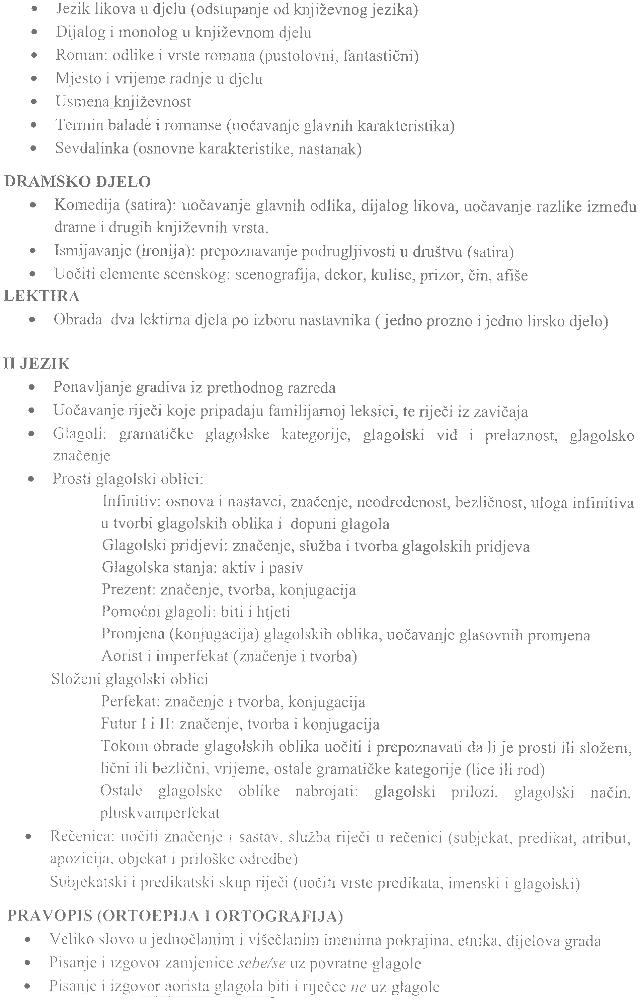 • Jezik likova u djelu (odstupanje od književnog jezika)
• Dijalog i monolog u književnom djelu
• Roman: odlike i vrste romana (pustolovni, fantastični)
• Mjesto i vrijeme radnje u djelu
• Usmena književnost
• Termin balade i romanse (uočavanje glavnih karakteristika)
• Sevdalinka (osnovne karakteristike, nastanak)
DRAMSKO DJELO
• Komedija (satira): uočavanje glavnih odlika, dijalog likova, uočavanje razlike između
drame i drugih književnih vrsta.
• Ismijavanje (ironija): prepoznavanje podrugljivosti u društvu (satira)
• Uočiti elemente scenskog: scenografija, dekor, kulise, prizor, čin, afiše
LEKTIRA
• Obrada dva lektirna djela po izboru nastavnika ( jedno prozno i jedno lirsko djelo)
II JEZIK
• Ponavljanje gradiva iz prethodnog razreda
• Uočavanje riječi koje pripadaju familijarnoj leksici, te riječi iz zavičaja
• Glagoli: gramatičke glagolske kategorije, glagolski vid i prelaznost, glagolsko
značenje
• Prosti glagolski oblici:
Infinitiv: osnova i nastavci, značenje, neodređenost, bezličnost, uloga infinitiva
u tvorbi glagolskih oblika i dopuni glagola
Glagolski pridjevi: značenje, služba i tvorba glagolskih pridjeva
Glagolska stanja: aktiv i pasiv
Prezent: značenje, tvorba, konjugacija
Pomoćni glagoli: biti i htjeti
Promjena (konjugacija) glagolskih oblika, uočavanje glasovnih promjena
Aorist i imperfekat (značenje i tvorba)
Složeni glagolski oblici
Perfekat: značenje i tvorba, konjugacija
Futur I i II: značenje, tvorba i konjugacija
Tokom obrade glagolskih oblika uočiti i prepoznavati da li je prosti ili složeni,
lični ili bezlični, vrijeme, ostale gramatičke kategorije (lice ili rod)
Ostale glagolske oblike nabrojati: glagolski prilozi, glagolski način,
pluskvamperfekat
• Rečenica: uočiti značenje i sastav, služba riječi u rečenici (subjekat, predikat, atribut,
apozicija, objekat i priloške odredbe)
Subjekatski i predikatski skup riječi (uočiti vrste predikata, imenski i glagolski)
PRAVOPIS (ORTOEPIJA I ORTOGRAFIJA)
• Veliko slovo u jednočlanim i višečlanim imenima pokrajina, etnika, dijelova grada
• Pisanje i izgovor zamjenice sebe/se uz povratne glagole
• Pisanje i izgovor aorista glagola biti i riječce ne uz glagole